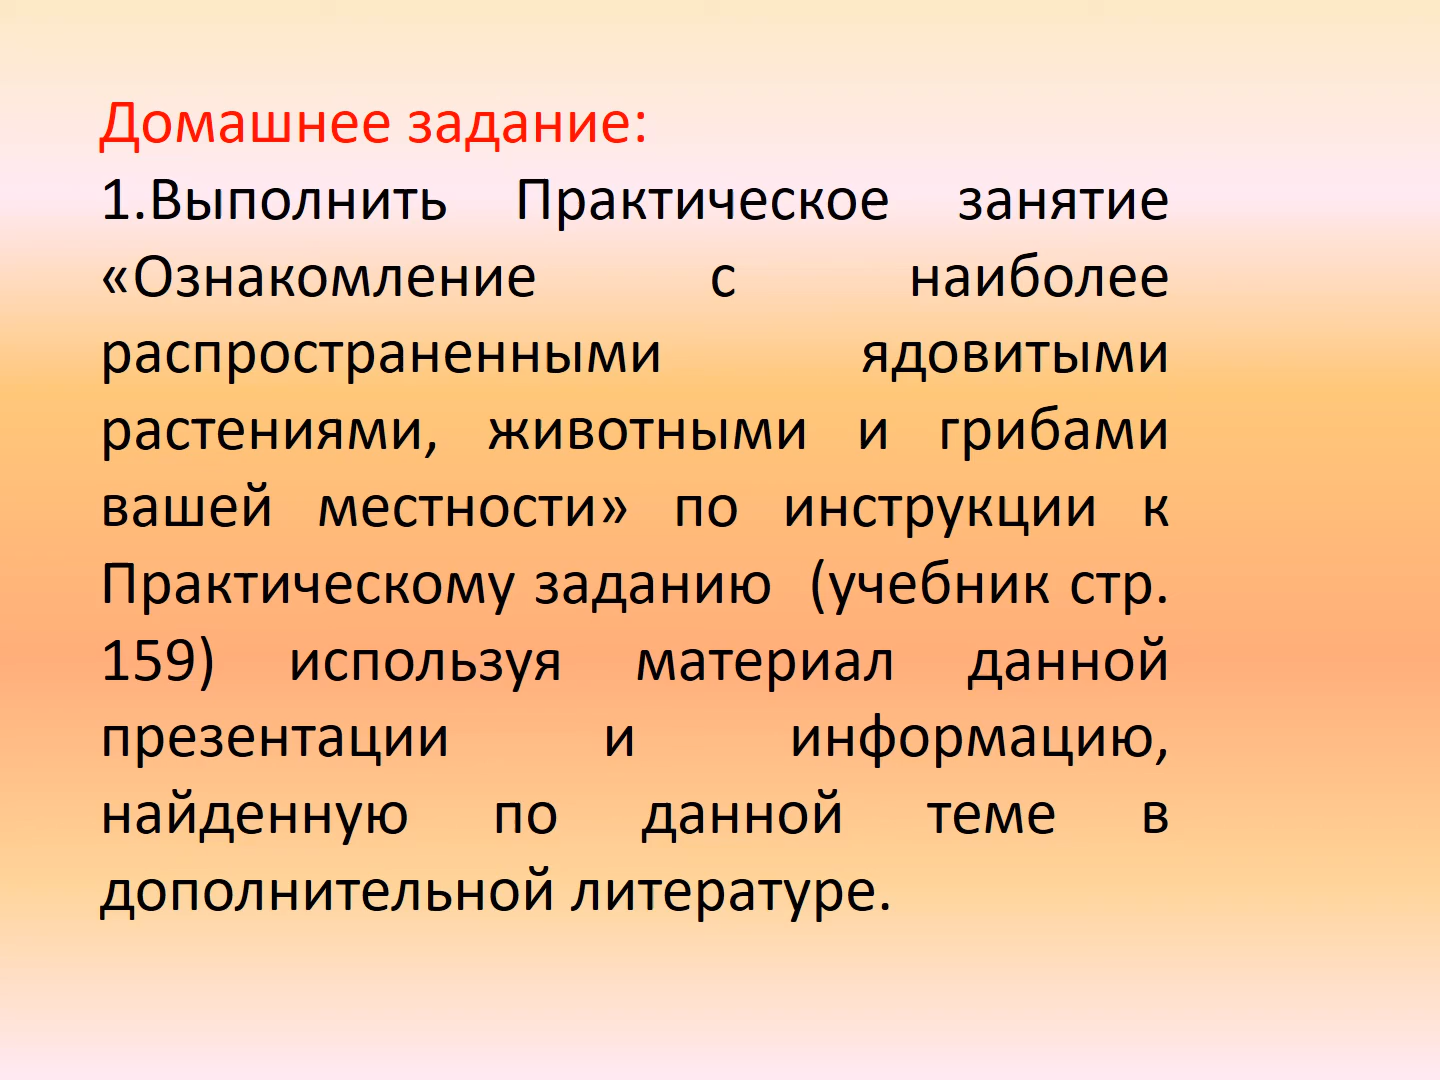 Домашнее задание:
1.Выполнить Практическое занятие
«Ознакомление с наиболее
распространенными ядовитыми
растениями, животными и грибами
вашей местности» по инструкции к
Практическому заданию (учебник стр.
159) используя материал данной
презентации и информацию,
найденную по данной теме в
дополнительной литературе.